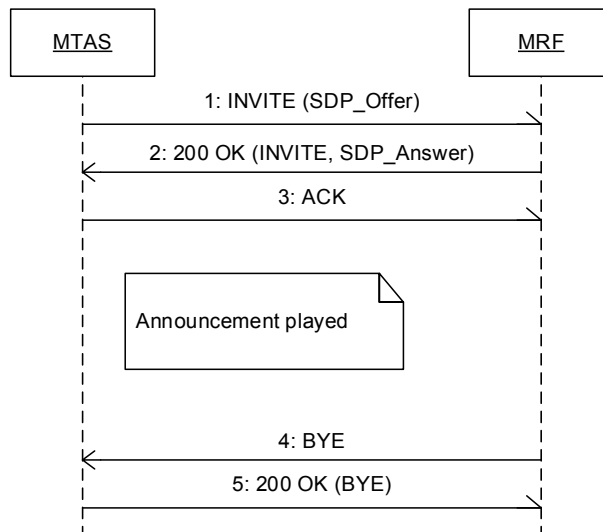 MTAS
MRF
1: INVITE (SDP_Offer)
2: 200 OK (INVITE, SDP_Answer)
3: ACK
Announcement played
4: BYE
5: 200 OK (BYE)